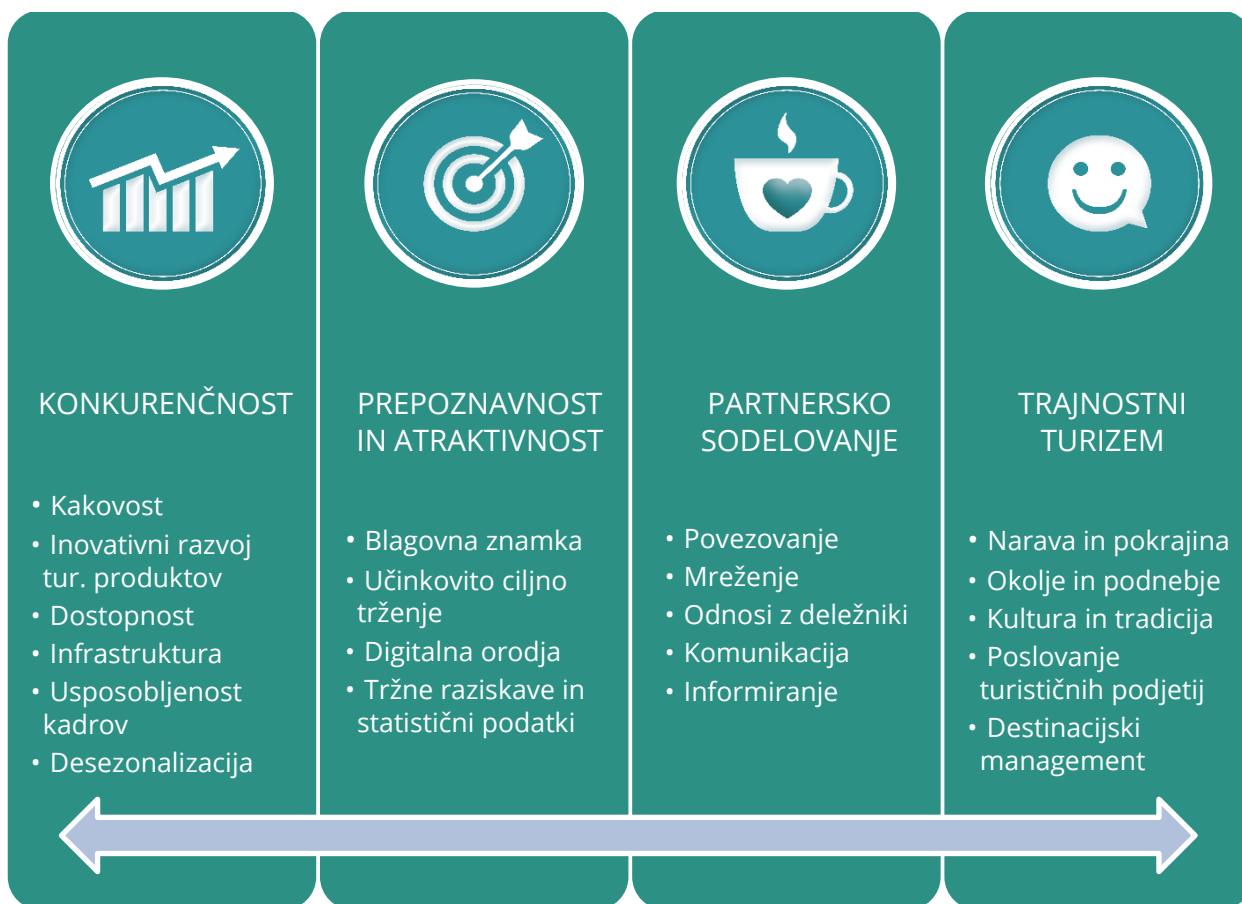 KONKURENČNOST
• Kakovost
• Inovativni razvoj
tur. produktov
• Dostopnost
• Infrastruktura
• Usposobljenost
kadrov
• Desezonalizacija
PREPOZNAVNOST
IN ATRAKTIVNOST
• Blagovna znamka
• Učinkovito ciljno
trženje
• Digitalna orodja
• Tržne raziskave in
statistični podatki
PARTNERSKO
SODELOVANJE
• Povezovanje
• Mreženje
• Odnosi z deležniki
• Komunikacija
• Informiranje
TRAJNOSTNI
TURIZEM
• Narava in pokrajina
• Okolje in podnebje
• Kultura in tradicija
• Poslovanje
turističnih podjetij
• Destinacijski
management